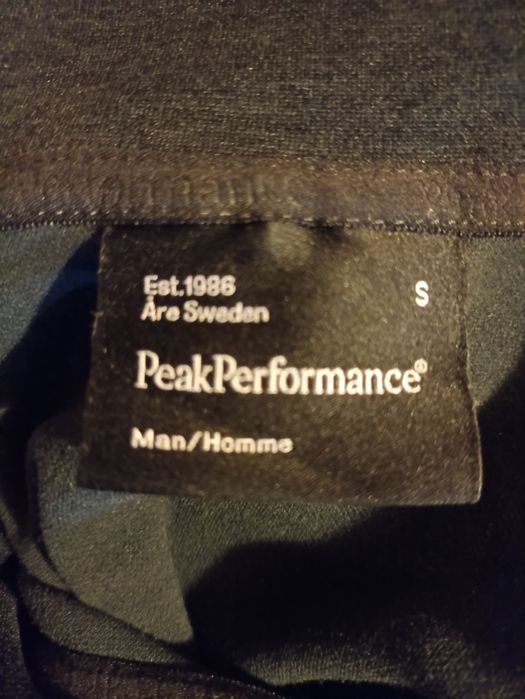 Est.1986
S
Åre Sweden
PeakPerformance®
Man/Homme